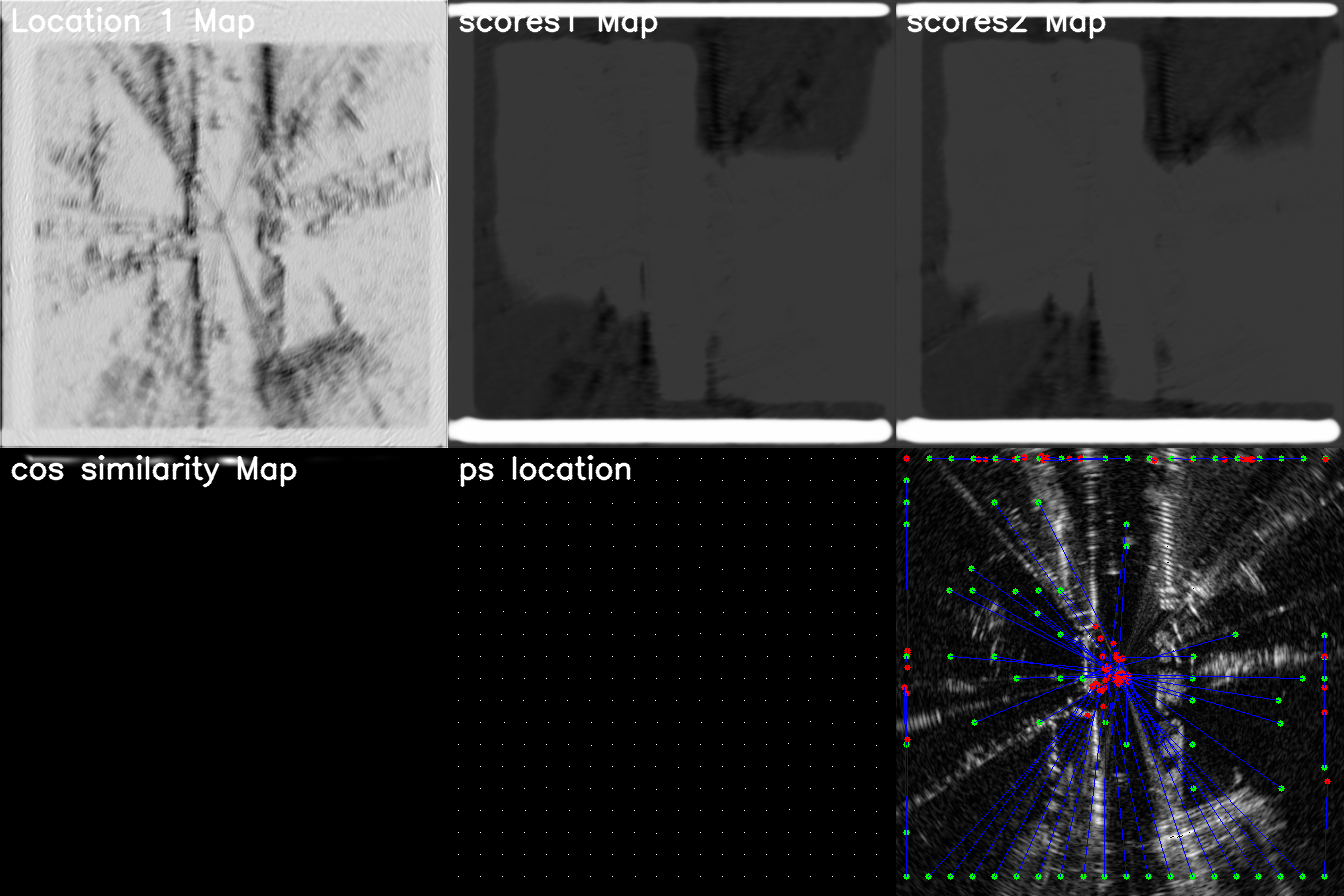 Location 1 Map
scores1 Map
scores2 Map
cos similarity Map
ps location